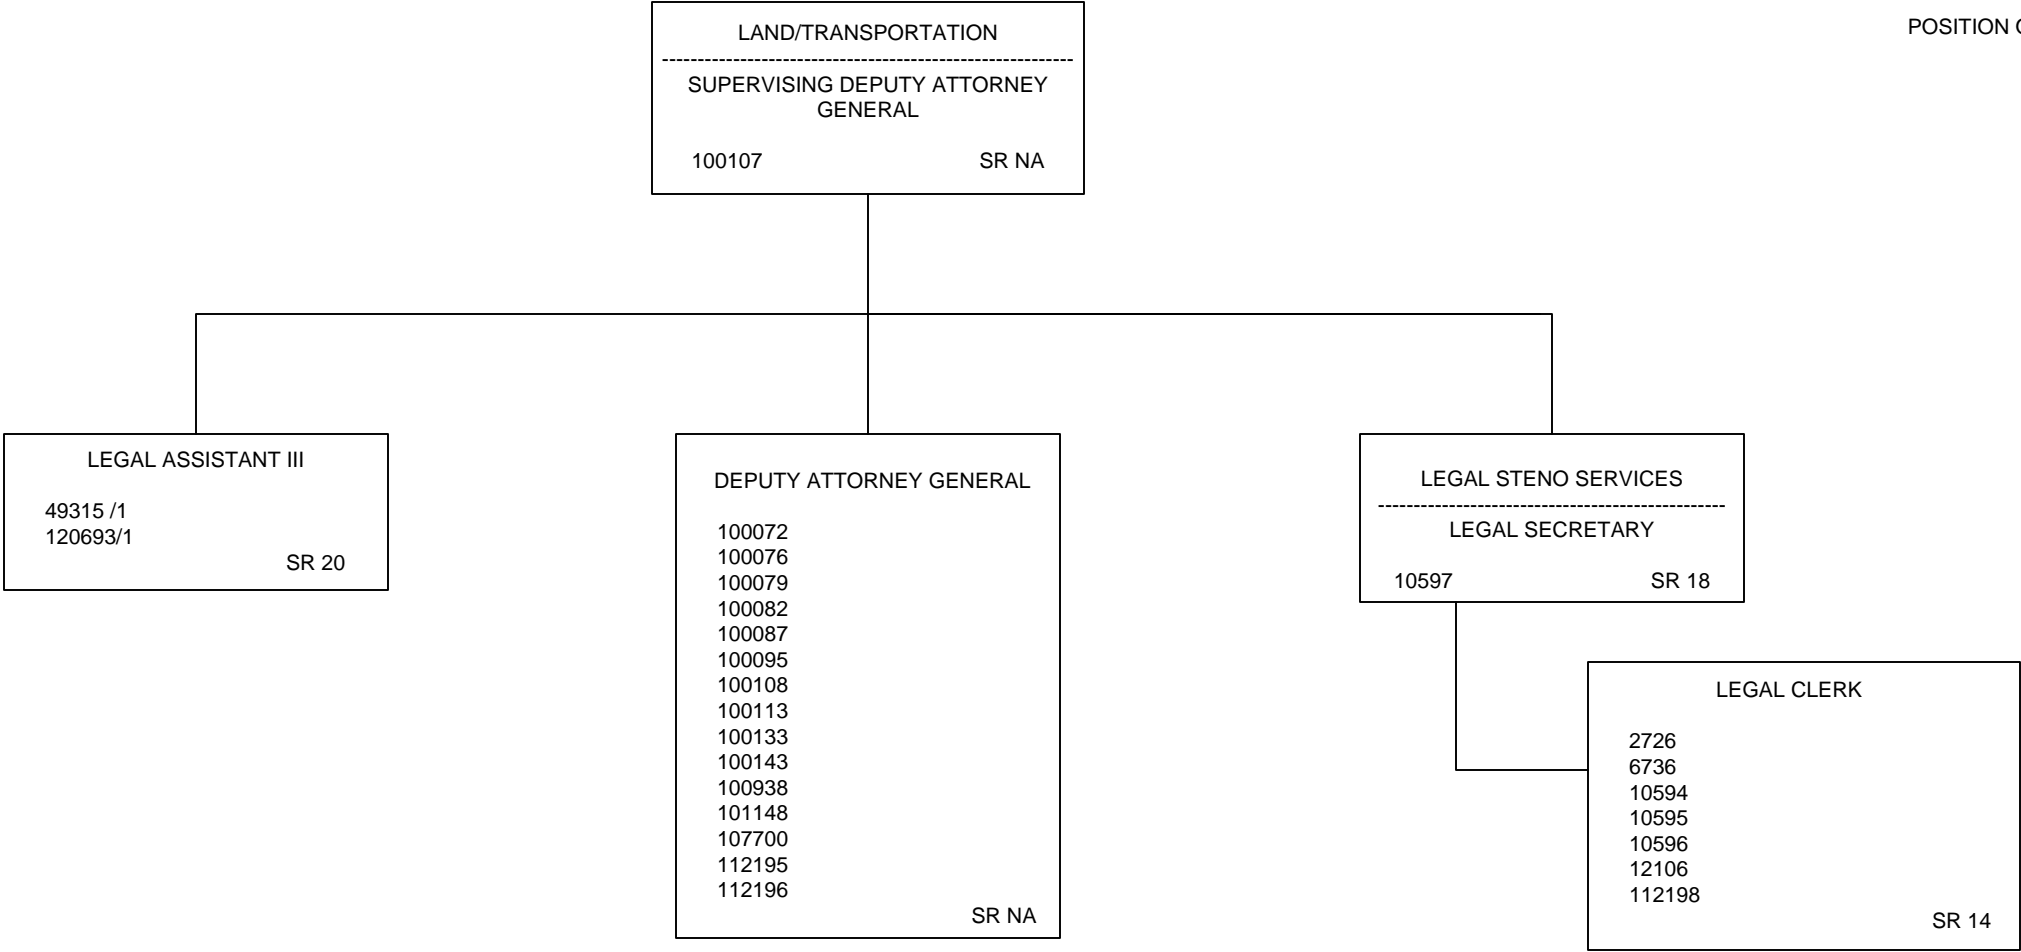 POSITION
LAND/TRANSPORTATION
SUPERVISING DEPUTY ATTORNEY
GENERAL
100107 SR NA
LEGAL ASSISTANT III
49315 /1
120693/1
SR 20
DEPUTY ATTORNEY GENERAL
100072
100076
100079
100082
100087
100095
100108
100113
100133
100143
100938
101148
107700
112195
112196
SR NA
LEGAL STENO SERVICES
LEGAL SECRETARY
10597 SR 18
LEGAL CLERK
2726
6736
10594
10595
10596
12106
112198
SR 14